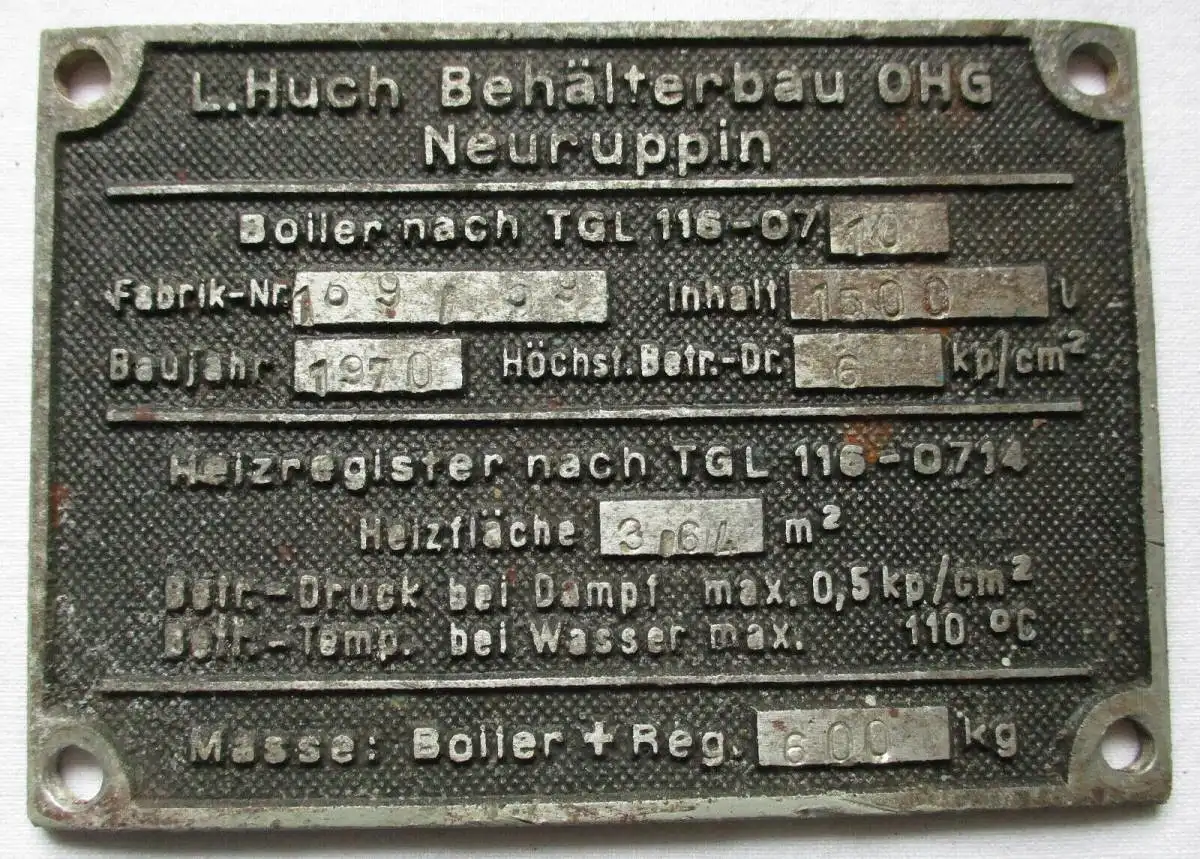 L. Huch Behälterbau OHG
Neuruppin
Boiler nach TGL 116-07 10
Fabrik-Nr. Inhalt 1500 l
Baujahr 1970 Höchst. Betr.-Dr. 6 kp/cm²
Heizregister nach TGL 116-0714
Heizfläche 3,64 m²
Betr.-Druck bei Dampf max. 0,5 kp/cm²
Betr.-Temp. bei Wasser max. 110 °C
Masse: Boiler + Reg. 600 kg